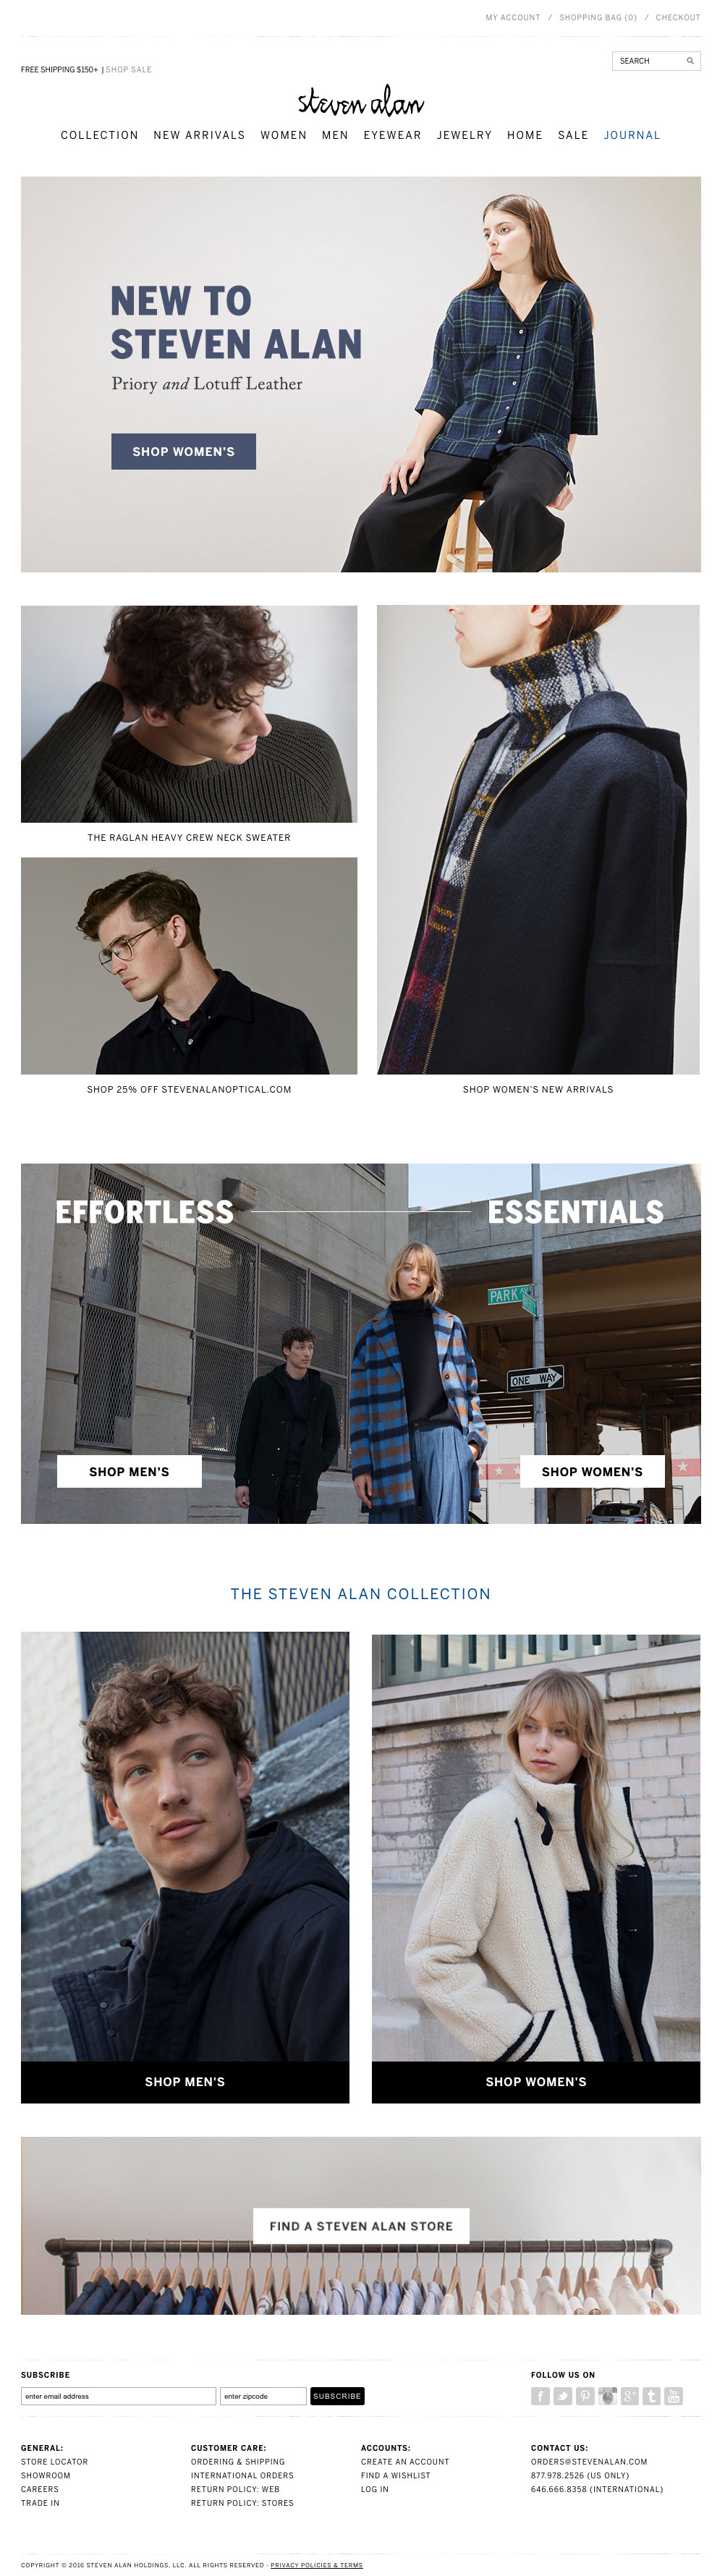 MY ACCOUNT / SHOPPING BAG (0) / CHECKOUT
FREE SHIPPING $150+ | SHOP SALE
SEARCH
steven alan
COLLECTION NEW ARRIVALS WOMEN MEN EYEWEAR JEWELRY HOME SALE JOURNAL
NEW TO
STEVEN ALAN
Priory and Lotuff Leather
SHOP WOMEN'S
THE RAGLAN HEAVY CREW NECK SWEATER
SHOP 25% OFF STEVENALANOPTICAL.COM
SHOP WOMEN'S NEW ARRIVALS
EFFORTLESS ESSENTIALS
PARK AV
ONE WAY
SHOP MEN'S
SHOP WOMEN'S
THE STEVEN ALAN COLLECTION
SHOP MEN'S
SHOP WOMEN'S
FIND A STEVEN ALAN STORE
SUBSCRIBE
enter email address
enter zipcode
SUBSCRIBE
FOLLOW US ON
GENERAL:
STORE LOCATOR
SHOWROOM
CAREERS
TRADE IN
CUSTOMER CARE:
ORDERING & SHIPPING
INTERNATIONAL ORDERS
RETURN POLICY: WEB
RETURN POLICY: STORES
ACCOUNTS:
CREATE AN ACCOUNT
FIND A WISHLIST
LOG IN
CONTACT US:
ORDERS@STEVENALAN.COM
877.978.2526 (US ONLY)
646.666.8358 (INTERNATIONAL)
COPYRIGHT © 2016 STEVEN ALAN HOLDINGS, LLC. ALL RIGHTS RESERVED - PRIVACY POLICIES & TERMS